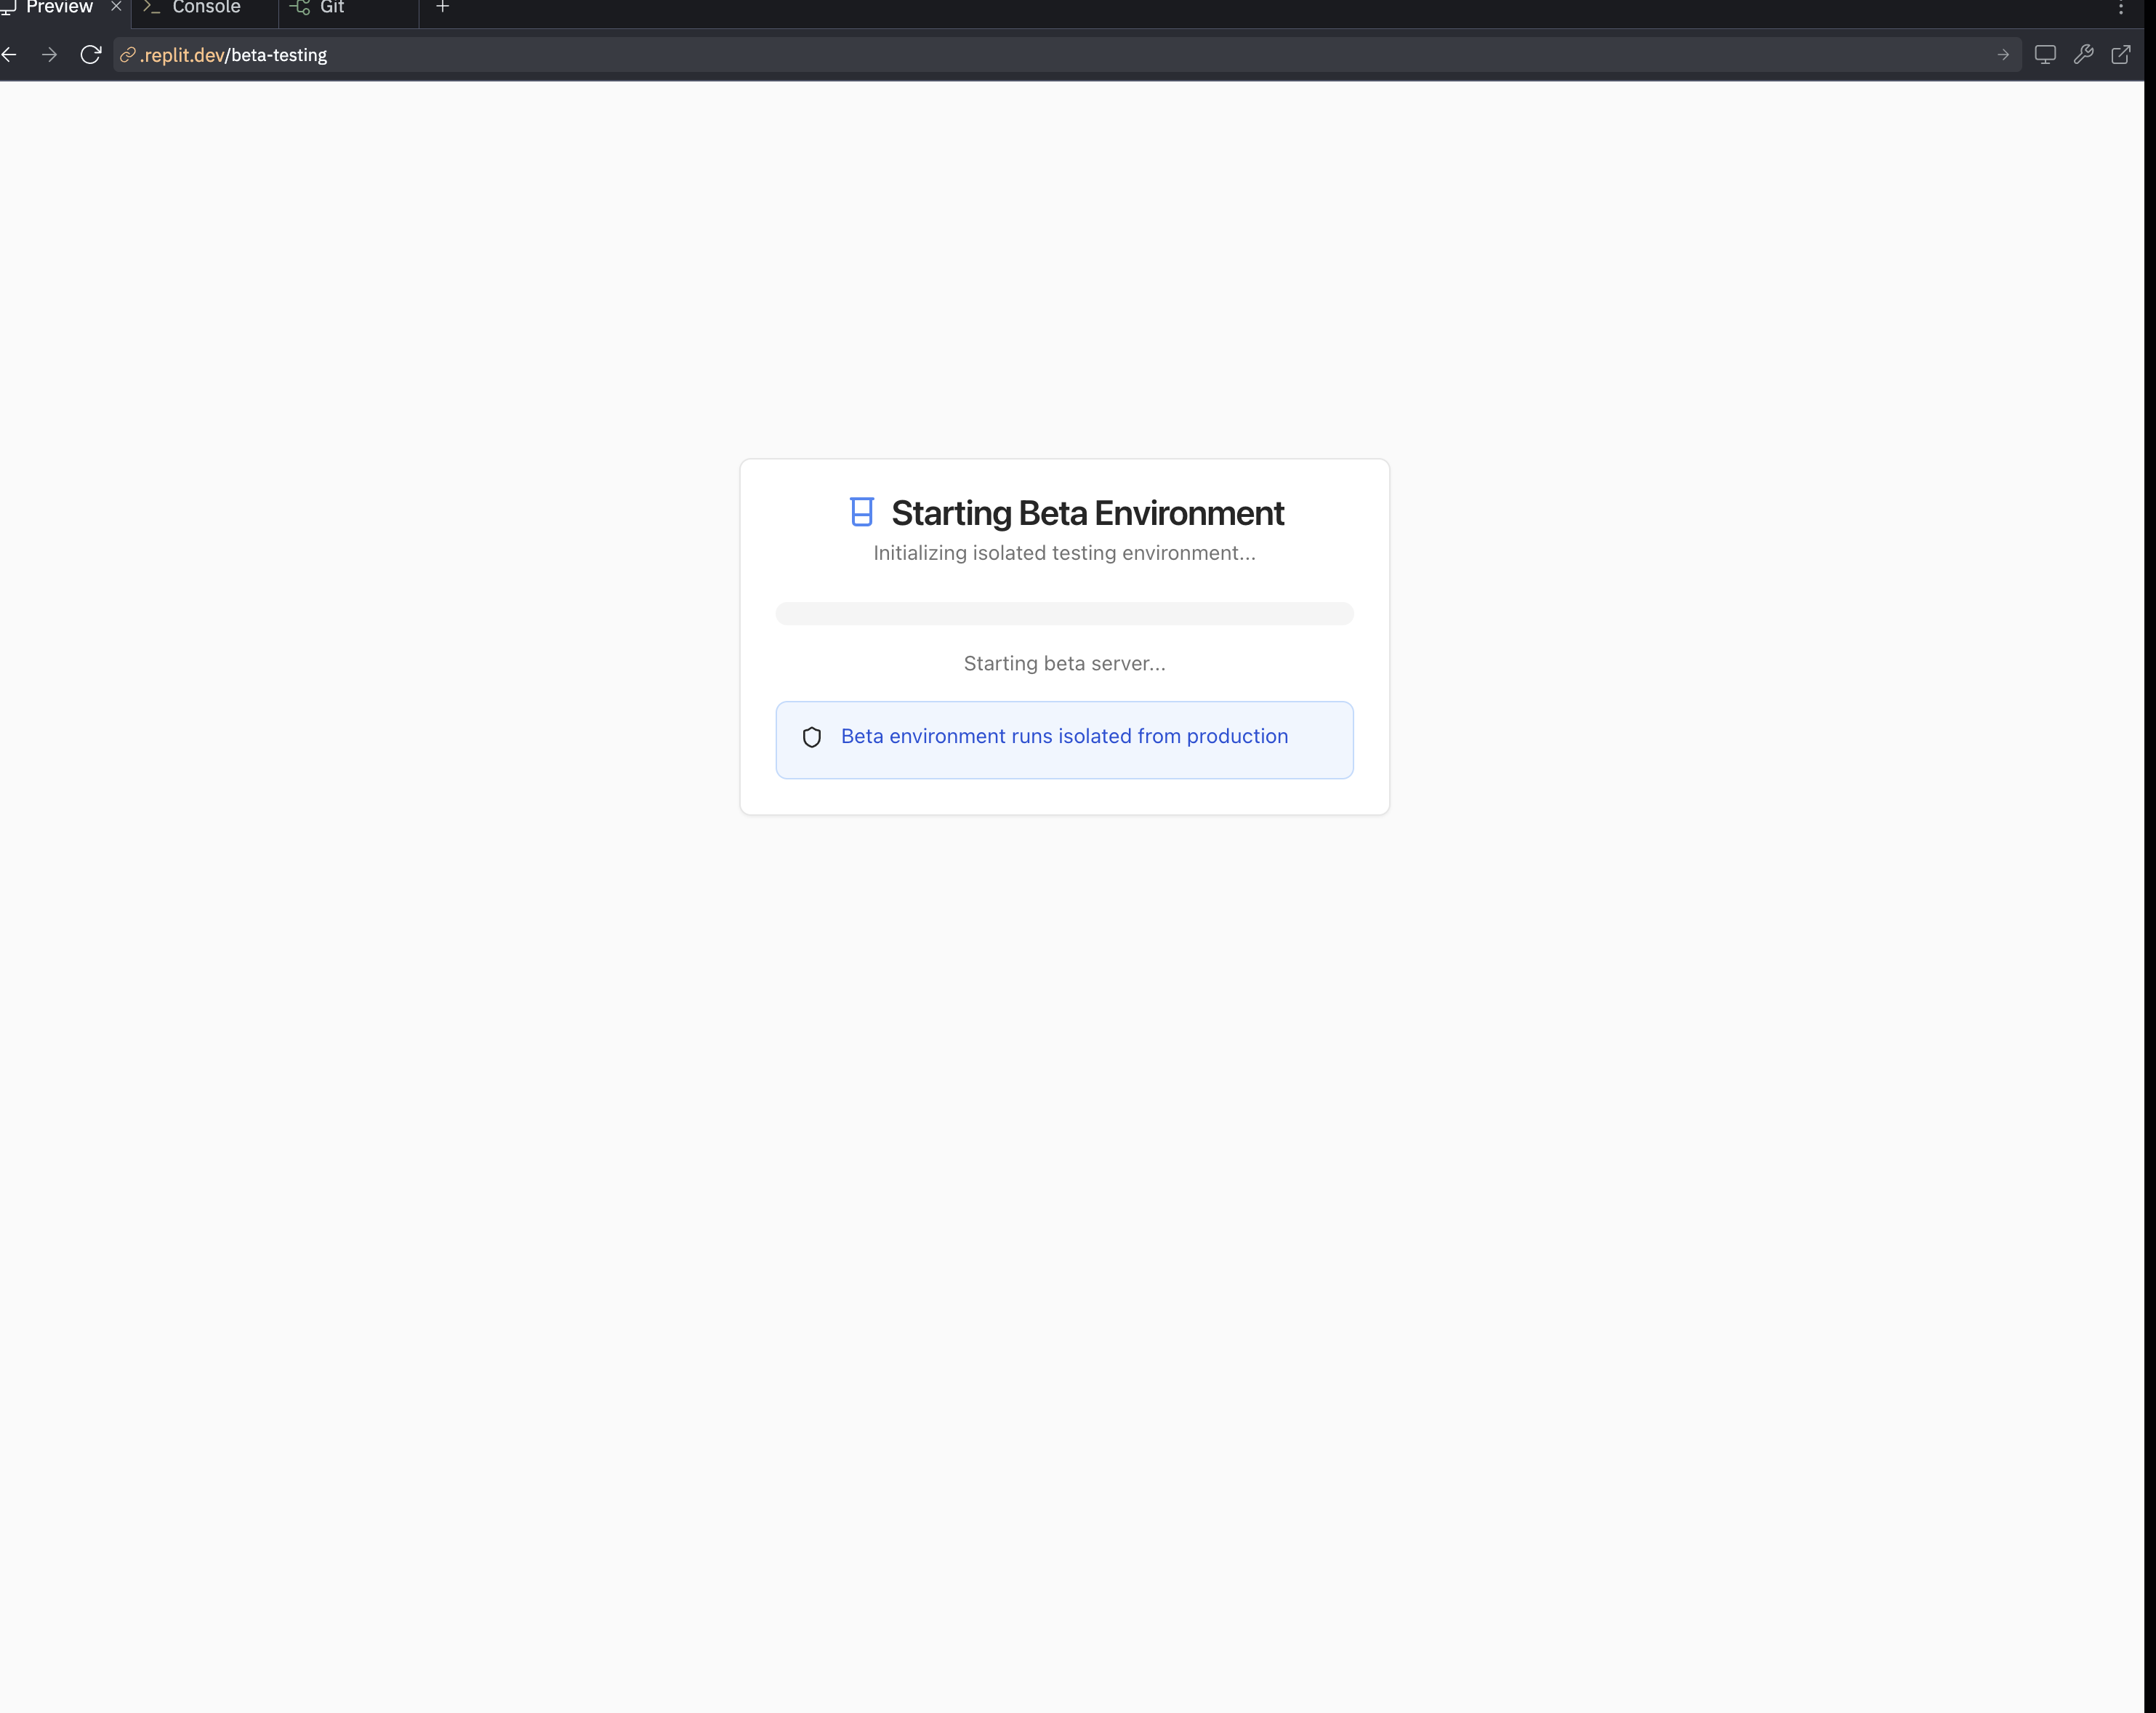 Preview
Console
Git
.replit.dev/beta-testing
Starting Beta Environment
Initializing isolated testing environment...
Starting beta server...
Beta environment runs isolated from production